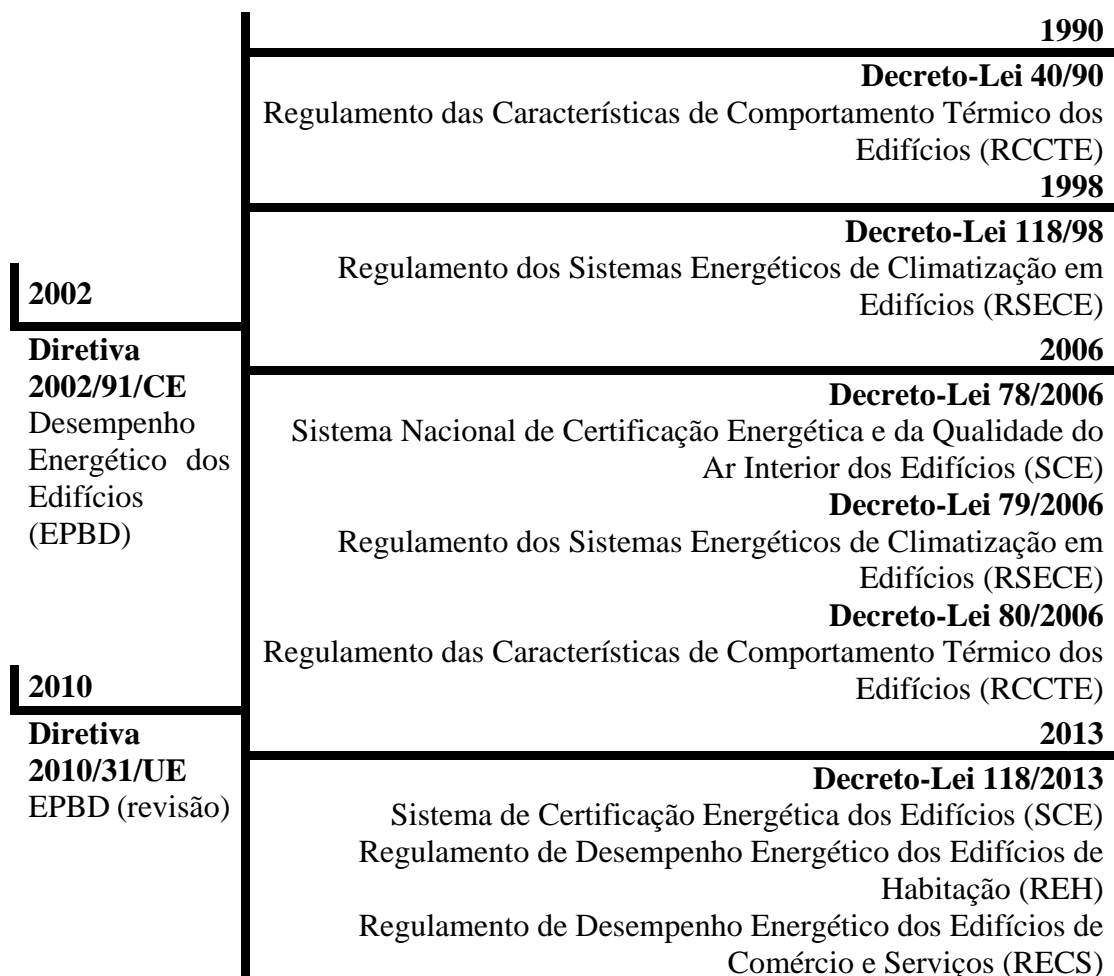 1990
Decreto-Lei 40/90
Regulamento das Características de Comportamento Térmico dos
Edifícios (RCCTE)
1998
Decreto-Lei 118/98
Regulamento dos Sistemas Energéticos de Climatização em
Edifícios (RSECE)
2002
Diretiva
2002/91/CE
Desempenho
Energético dos
Edifícios
(EPBD)
2006
Decreto-Lei 78/2006
Sistema Nacional de Certificação Energética e da Qualidade do
Ar Interior dos Edifícios (SCE)
Decreto-Lei 79/2006
Regulamento dos Sistemas Energéticos de Climatização em
Edifícios (RSECE)
Decreto-Lei 80/2006
Regulamento das Características de Comportamento Térmico dos
Edifícios (RCCTE)
2010
Diretiva
2010/31/UE
EPBD (revisão)
2013
Decreto-Lei 118/2013
Sistema de Certificação Energética dos Edifícios (SCE)
Regulamento de Desempenho Energético dos Edifícios de
Habitação (REH)
Regulamento de Desempenho Energético dos Edifícios de
Comércio e Serviços (RECS)